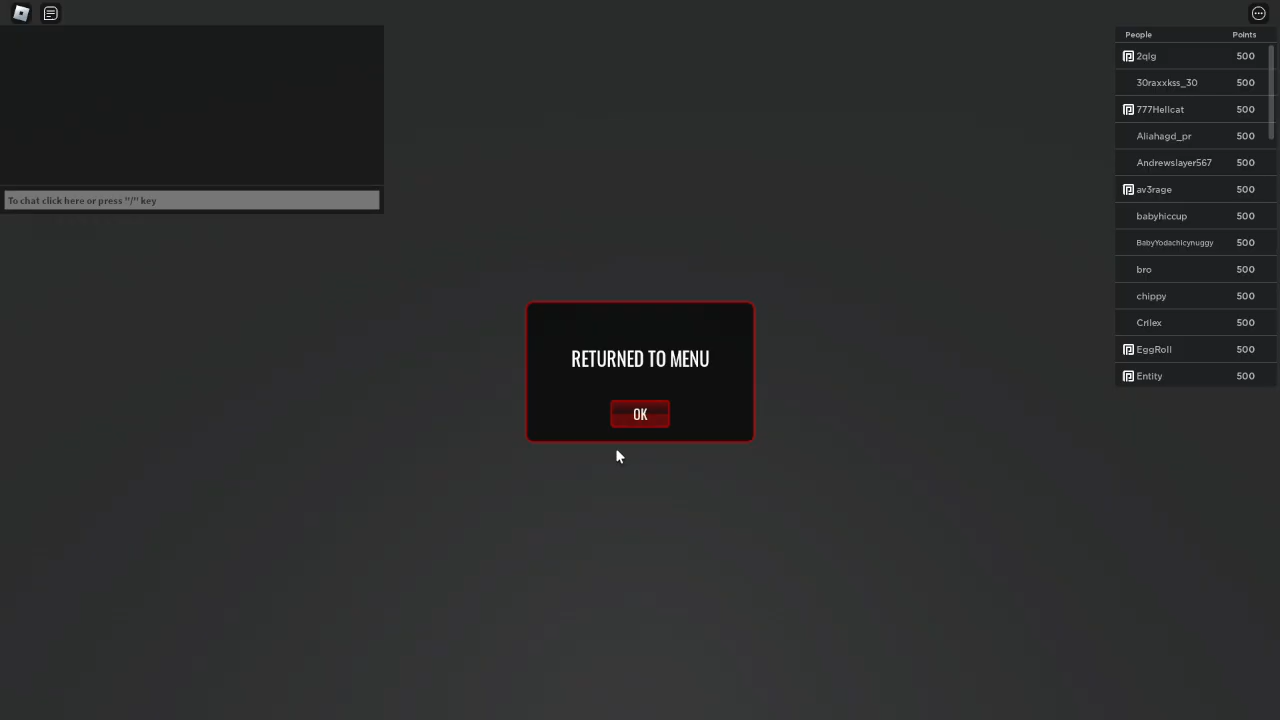 To chat click here or press "/" key
People Points
2qlg 500
30raxxkss_30 500
777Hellcat 500
Aliahagd_pr 500
Andrewslayer567 500
av3rage 500
babyhiccup 500
BabyYodachicynuggy 500
bro 500
chippy 500
Crilex 500
EggRoll 500
Entity 500
RETURNED TO MENU
OK